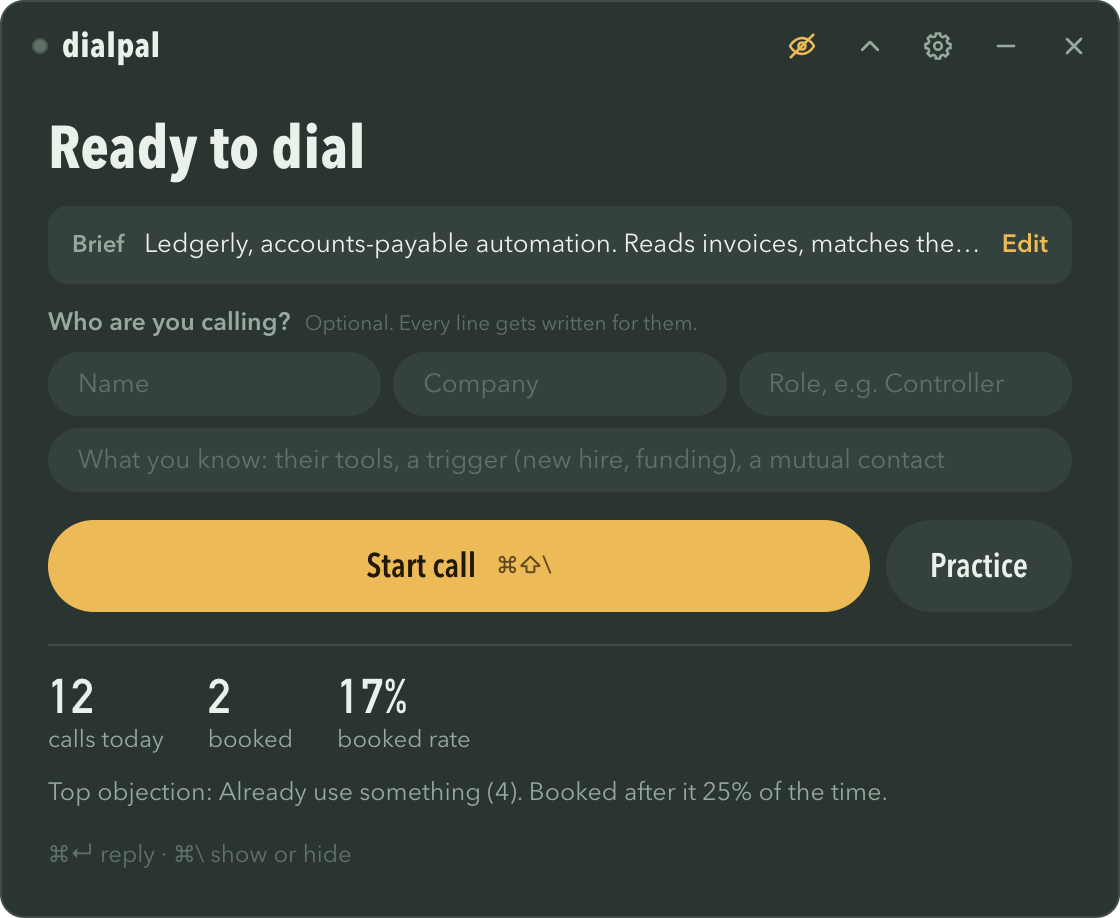 dialpal
Ready to dial
Brief Ledgerly, accounts-payable automation. Reads invoices, matches the… Edit
Who are you calling? Optional. Every line gets written for them.
Name Company Role, e.g. Controller
What you know: their tools, a trigger (new hire, funding), a mutual contact
Start call ⌘⇧\ Practice
12 2 17%
calls today booked booked rate
Top objection: Already use something (4). Booked after it 25% of the time.
⌘↵ reply · ⌘\ show or hide